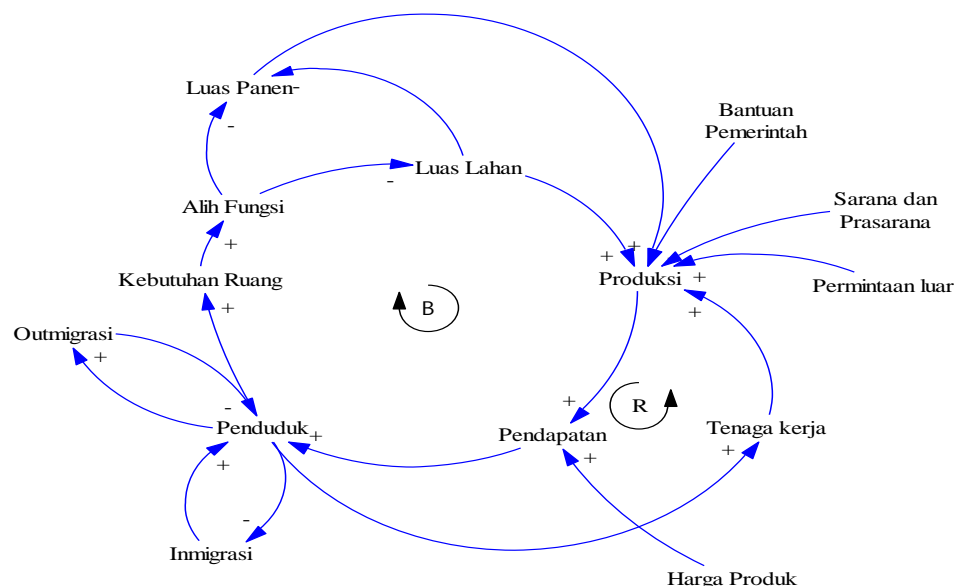 Luas Panen-
-
Bantuan
Pemerintah
- Luas Lahan
Alih Fungsi
Sarana dan
Prasarana
+
+ +
Kebutuhan Ruang
Produksi +
Permintaan luar
+
+
B
Outmigrasi
+
-
Penduduk +
+
Pendapatan
+
R
Tenaga kerja
+
+
-
Inmigrasi
Harga Produk